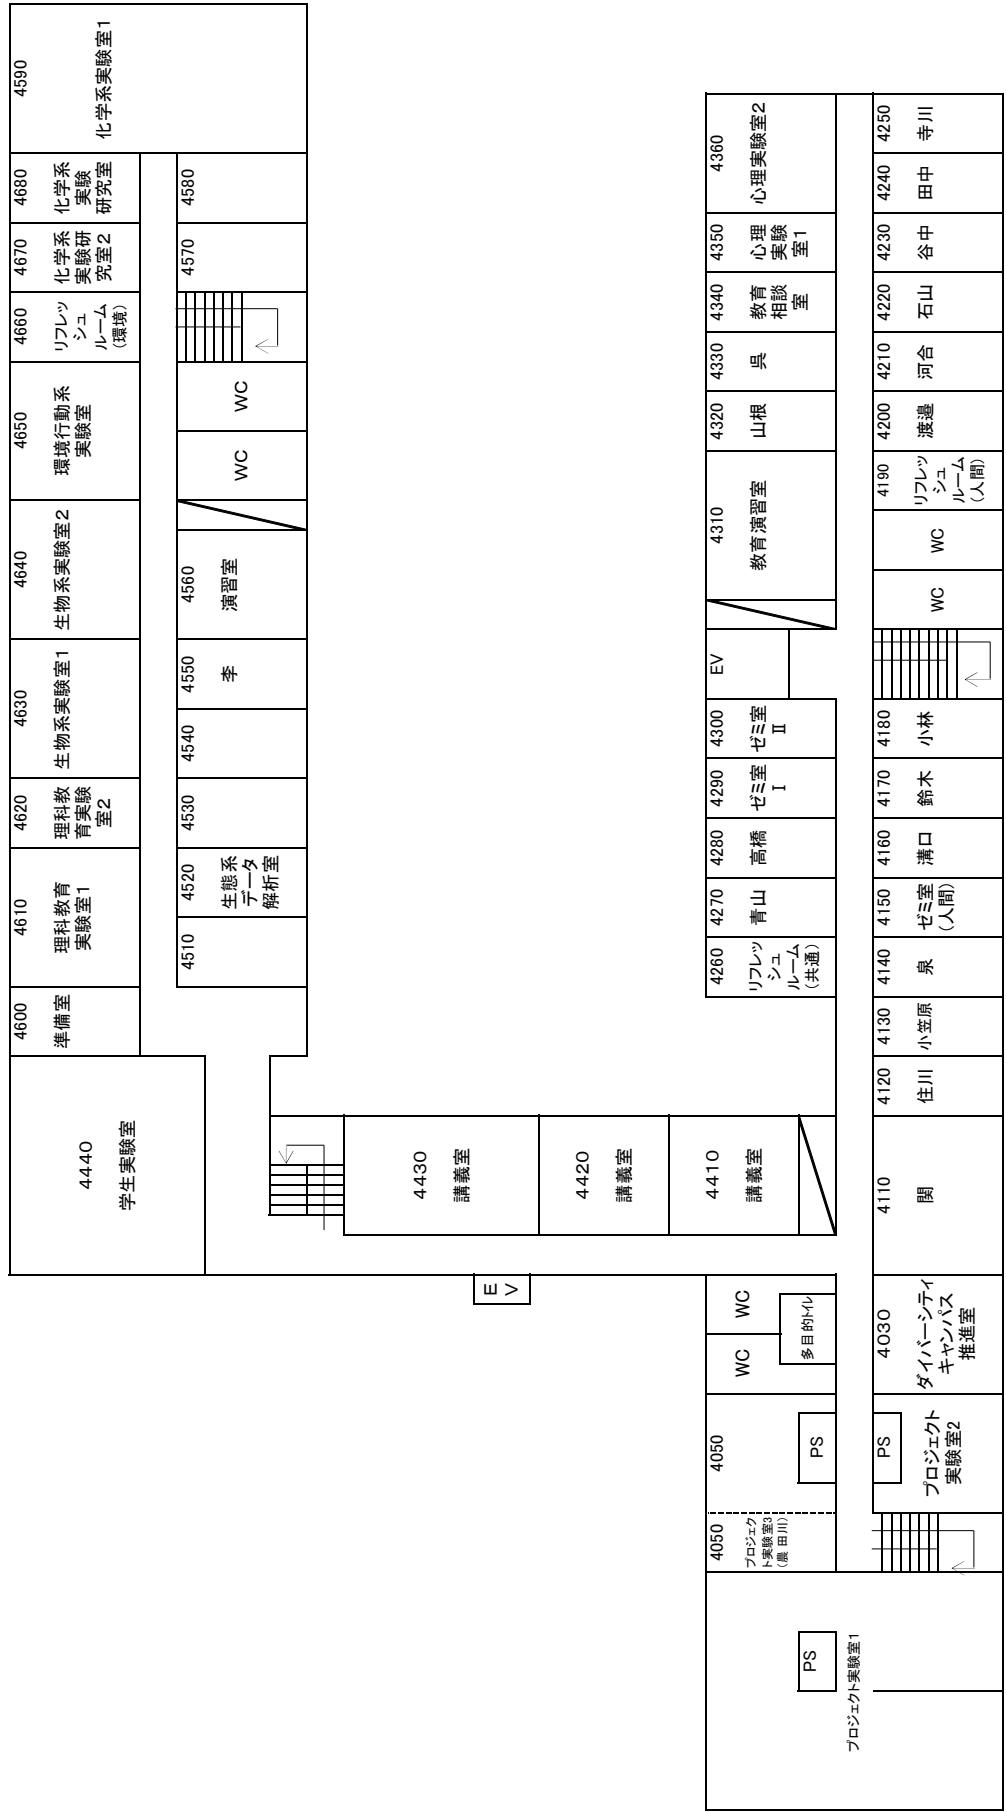 4440
学生実験室
4600
準備室
4610
理科教育
実験室1
4620
理科教
育実験
室2
4630
生物系実験室1
4640
生物系実験室2
4650
環境行動系
実験室
4660
リフレッ
シュ
ルーム
(環境)
4670
化学系
実験研
究室2
4680
化学系
実験
研究室
4590
化学系実験室1
4510
4520
生態系
データ
解析室
4530
4540
4550
李
4560
演習室
WC
WC
4570
4580
E
V
4430
講義室
4420
講義室
4410
講義室
プロジェクト実験室1
PS
4050
プロジェク
ト実験室3
(農 田川)
4050
PS
WC
WC
多目的トイレ
4260
リフレッ
シュ
ルーム
(共通)
4270
青山
4280
高橋
4290
ゼミ室
Ⅰ
4300
ゼミ室
Ⅱ
EV
4310
教育演習室
4320
山根
4330
呉
4340
教育
相談
室
4350
心理
実験
室1
4360
心理実験室2
PS
プロジェクト
実験室2
4030
ダイバーシティ
キャンパス
推進室
4110
関
4120
住川
4130
小笠原
4140
泉
4150
ゼミ室
(人間)
4160
溝口
4170
鈴木
4180
小林
WC
WC
4190
リフレッ
シュ
ルーム
(人間)
4200
渡邉
4210
河合
4220
石山
4230
谷中
4240
田中
4250
寺川